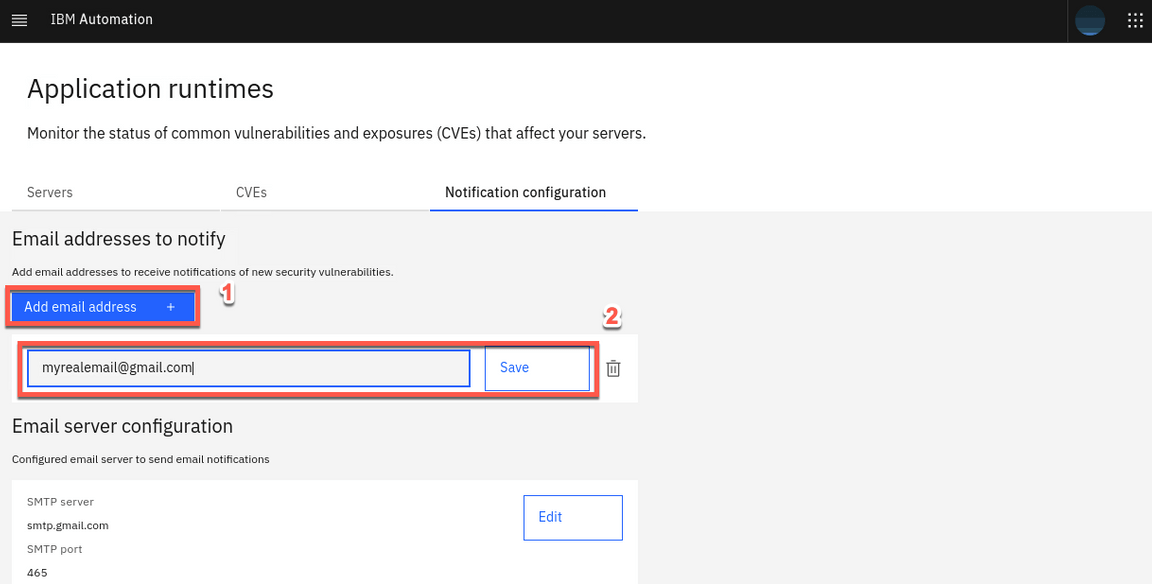 IBM Automation
Application runtimes
Monitor the status of common vulnerabilities and exposures (CVEs) that affect your servers.
Servers CVEs Notification configuration
Email addresses to notify
Add email addresses to receive notifications of new security vulnerabilities.
Add email address + 1
2
myrealemail@gmail.com Save
Email server configuration
Configured email server to send email notifications
SMTP server
smtp.gmail.com
Edit
SMTP port
465